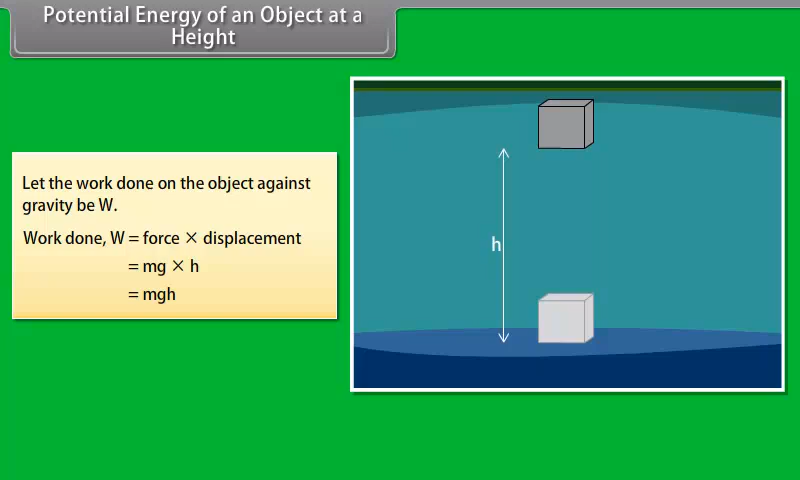 Potential Energy of an Object at a
Height
Let the work done on the object against
gravity be W.
Work done, W = force × displacement
= mg × h
= mgh
h